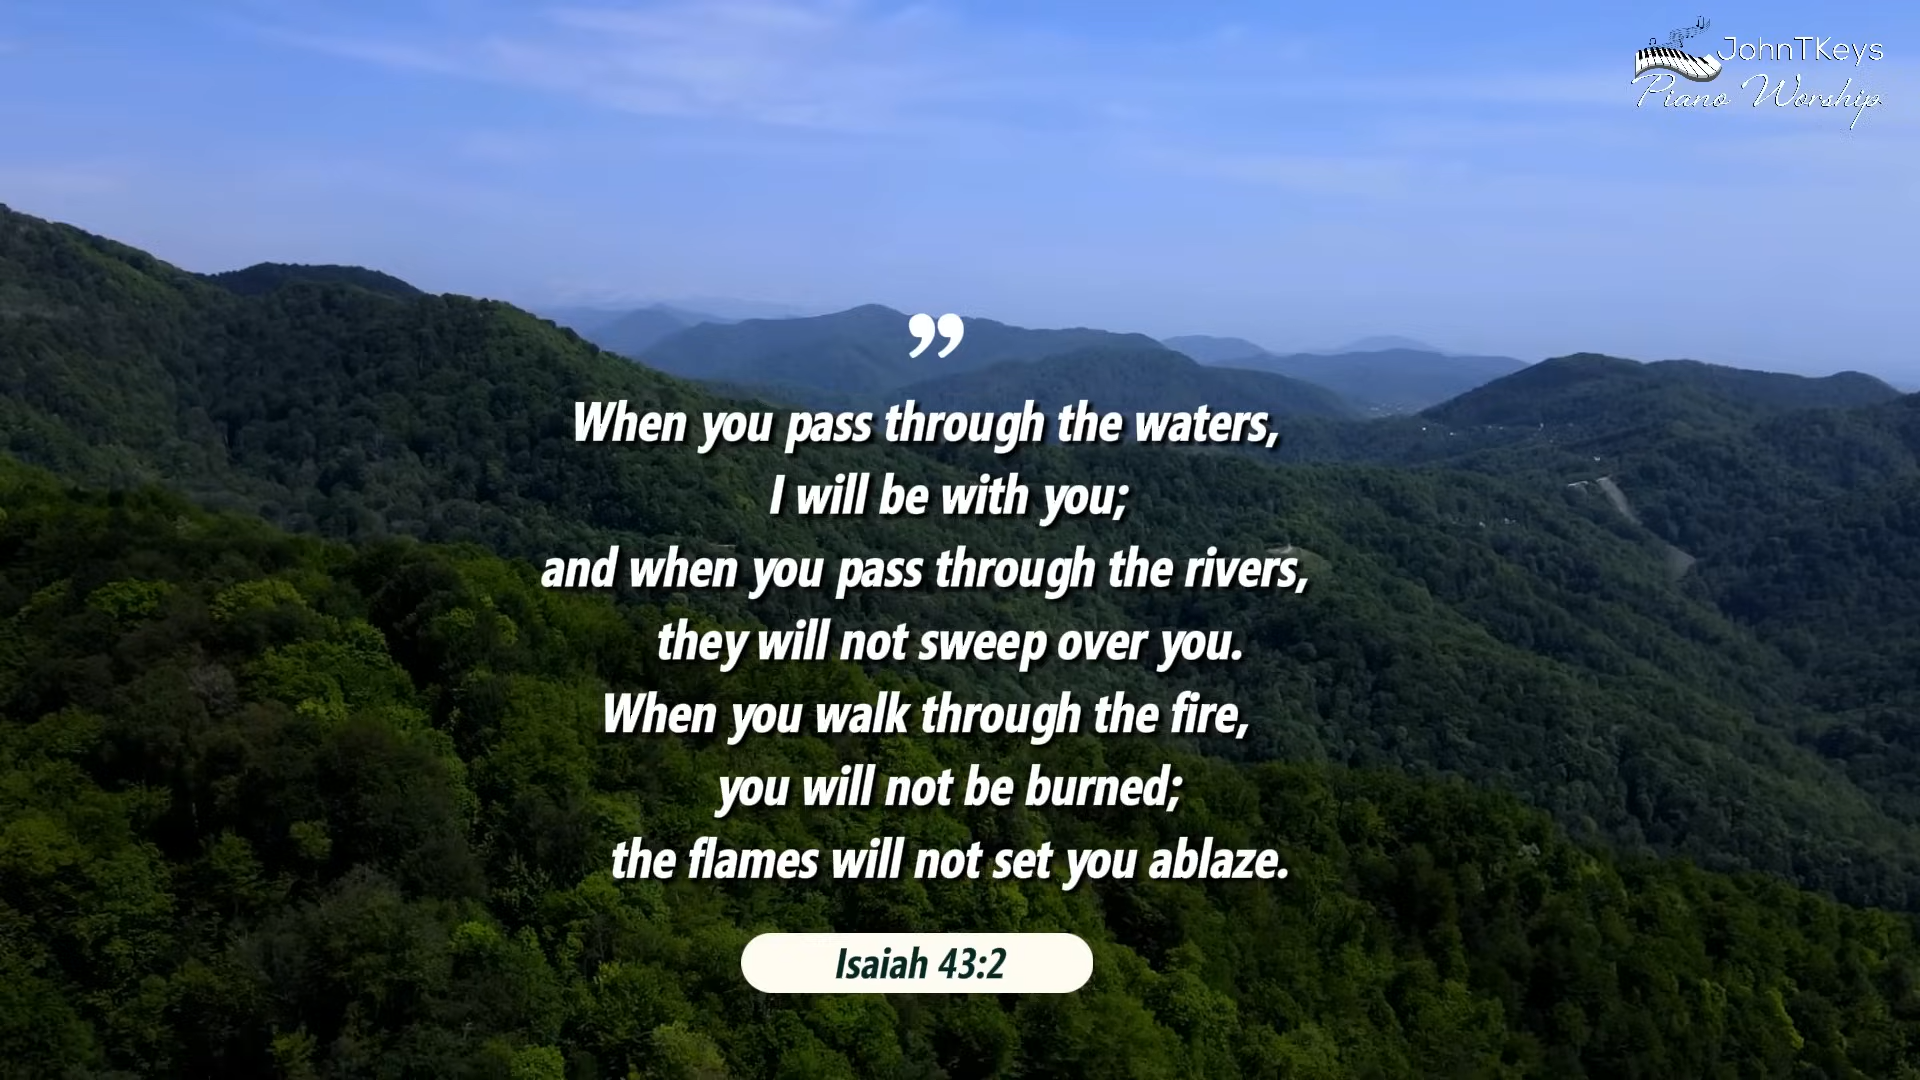 JohnTKeys
Piano Worship
”
When you pass through the waters,
I will be with you;
and when you pass through the rivers,
they will not sweep over you.
When you walk through the fire,
you will not be burned;
the flames will not set you ablaze.
Isaiah 43:2